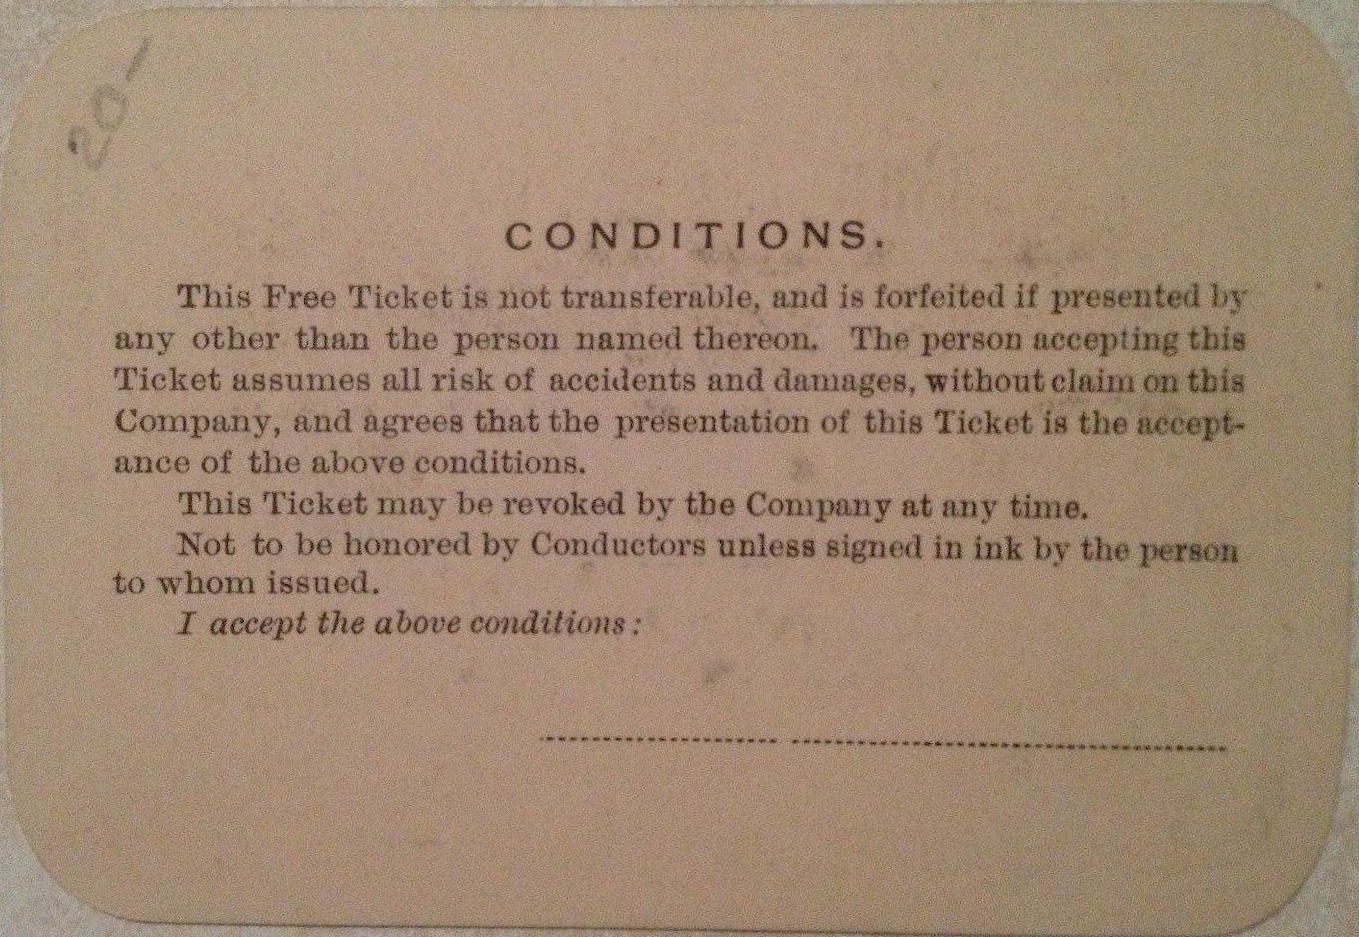 20-
CONDITIONS.
This Free Ticket is not transferable, and is forfeited if presented by
any other than the person named thereon. The person accepting this
Ticket assumes all risk of accidents and damages, without claim on this
Company, and agrees that the presentation of this Ticket is the accept-
ance of the above conditions.
This Ticket may be revoked by the Company at any time.
Not to be honored by Conductors unless signed in ink by the person
to whom issued.
I accept the above conditions: